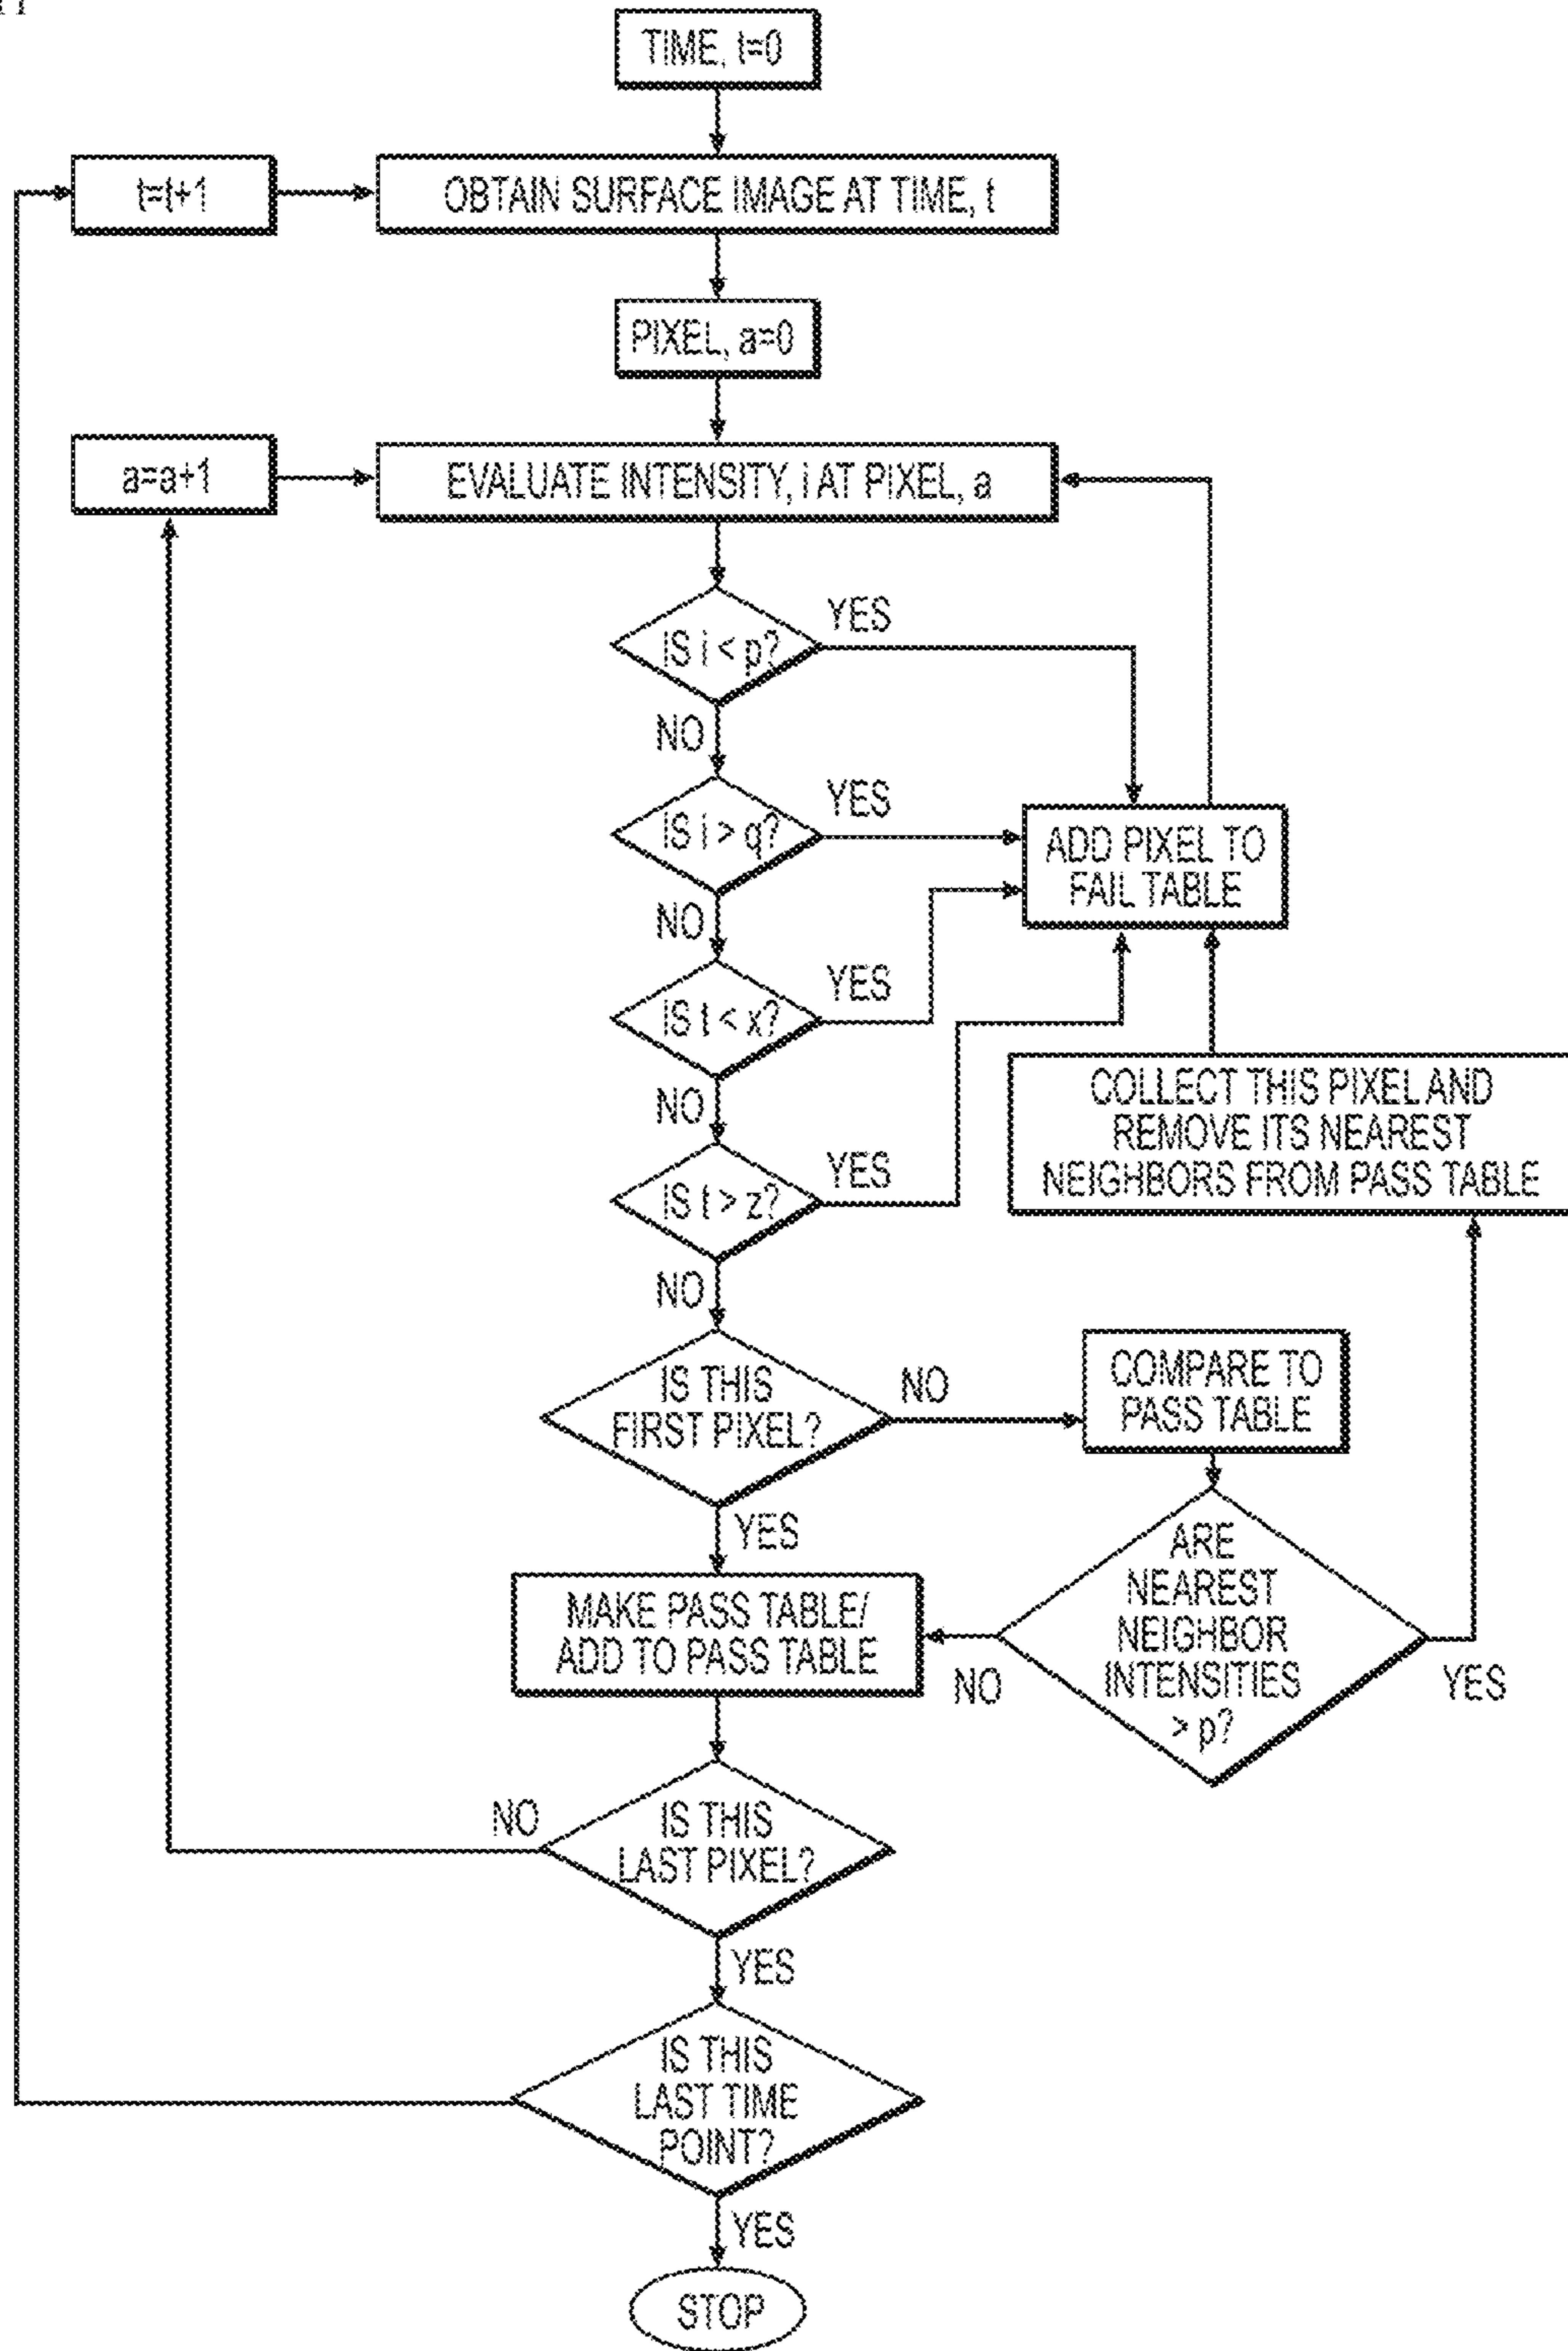 TIME, t=0
t=t+1
OBTAIN SURFACE IMAGE AT TIME, t
PIXEL, a=0
a=a+1
EVALUATE INTENSITY, i AT PIXEL, a
IS i < p?
YES
NO
IS i > q?
YES
ADD PIXEL TO
FAIL TABLE
NO
IS t < x?
YES
NO
COLLECT THIS PIXEL AND
REMOVE ITS NEAREST
NEIGHBORS FROM PASS TABLE
IS t > z?
YES
NO
IS THIS
FIRST PIXEL?
NO
COMPARE TO
PASS TABLE
YES
MAKE PASS TABLE/
ADD TO PASS TABLE
ARE
NEAREST
NEIGHBOR
INTENSITIES
> p?
NO
YES
IS THIS
LAST PIXEL?
NO
YES
IS THIS
LAST TIME
POINT?
YES
STOP